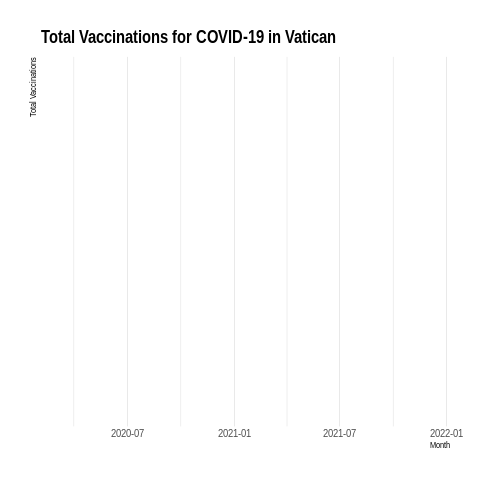 Total Vaccinations for COVID-19 in Vatican
Total Vaccinations
2020-07 2021-01 2021-07 2022-01
Month